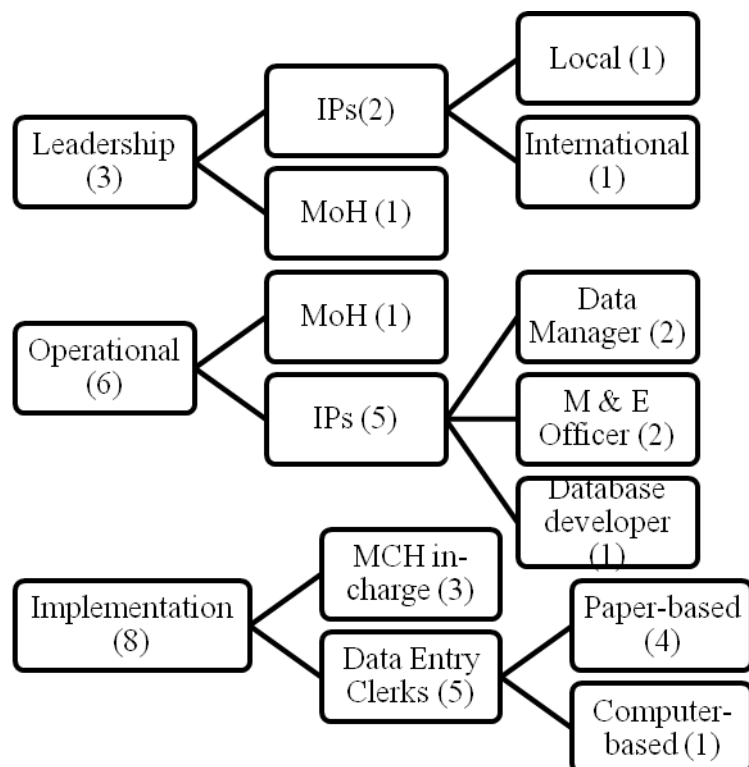 Leadership
(3)
IPs(2)
Local (1)
International
(1)
MoH (1)
Operational
(6)
MoH (1)
IPs (5)
Data
Manager (2)
M & E
Officer (2)
Database
developer
(1)
Implementation
(8)
MCH in-
charge (3)
Data Entry
Clerks (5)
Paper-based
(4)
Computer-
based (1)